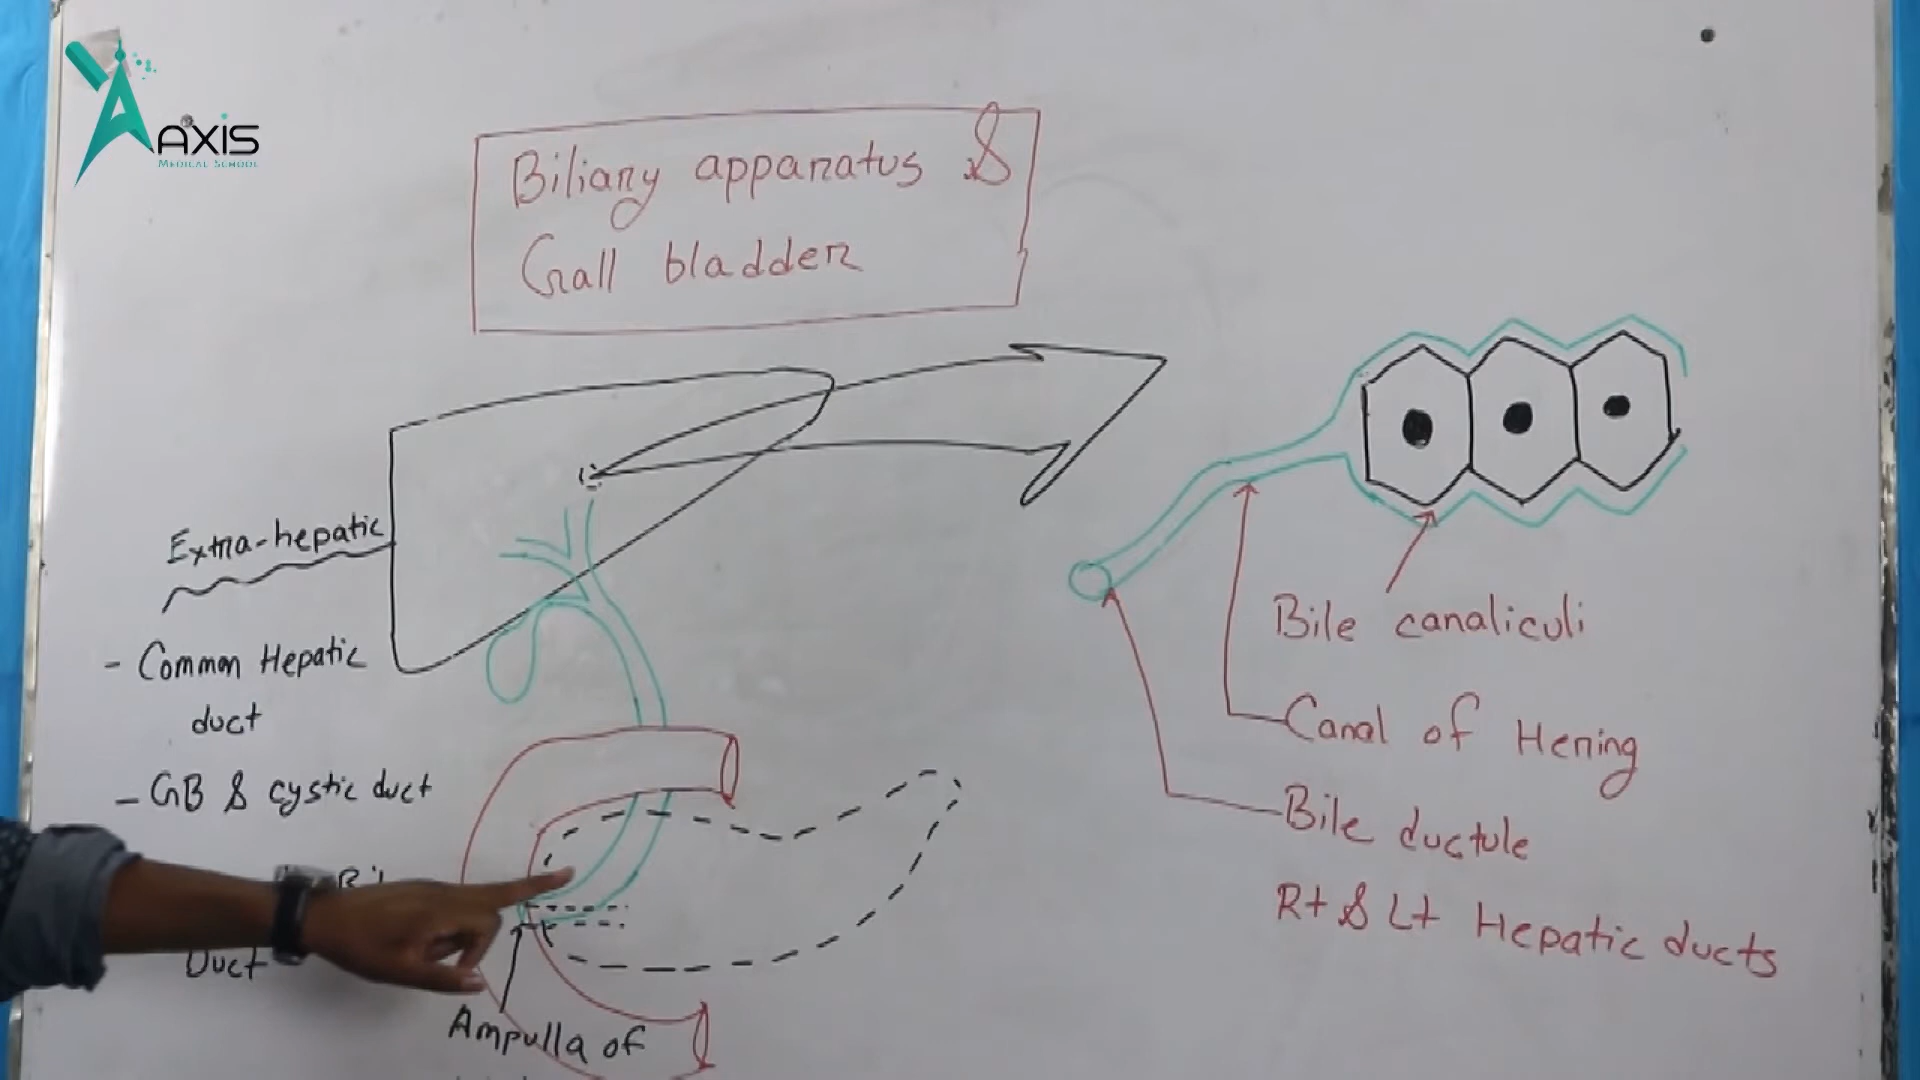 AXIS
MEDICAL SCHOOL
Biliary apparatus &
Gall bladder
Extra-hepatic
- Common Hepatic
duct
- GB & cystic duct
Duct
Ampulla of
Bile canaliculi
Canal of Hering
Bile ductule
Rt & Lt Hepatic ducts